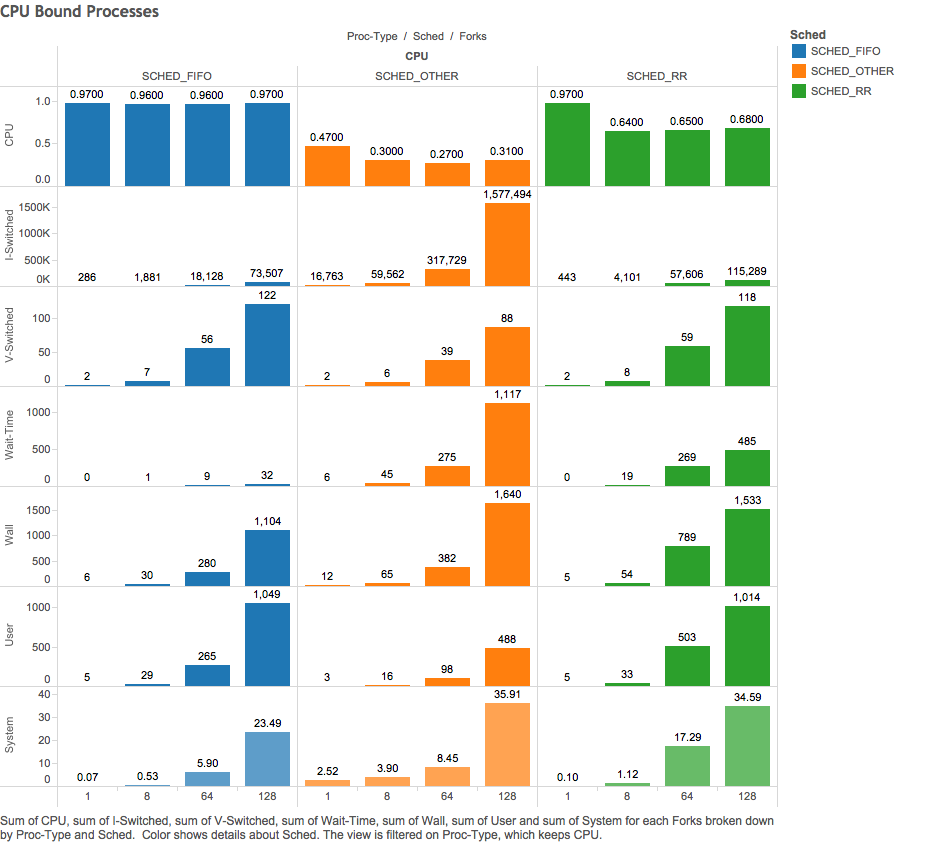 CPU Bound Processes
Proc-Type / Sched / Forks
CPU
SCHED_FIFO SCHED_OTHER SCHED_RR
Sched
SCHED_FIFO
SCHED_OTHER
SCHED_RR
CPU
1.0
0.5
0.0
0.9700 0.9600 0.9600 0.9700 0.4700 0.3000 0.2700 0.3100 0.9700 0.6400 0.6500 0.6800
I-Switched
1500K
1000K
500K
0K
286 1,881 18,128 73,507 16,763 59,562 317,729 1,577,494 443 4,101 57,606 115,289
V-Switched
100
50
0
2 7 56 122 2 6 39 88 2 8 59 118
Wait-Time
1000
500
0
0 1 9 32 6 45 275 1,117 0 19 269 485
Wall
1500
1000
500
0
6 30 280 1,104 12 65 382 1,640 5 54 789 1,533
User
1000
500
0
5 29 265 1,049 3 16 98 488 5 33 503 1,014
System
40
30
20
10
0
0.07 0.53 5.90 23.49 2.52 3.90 8.45 35.91 0.10 1.12 17.29 34.59
1 8 64 128 1 8 64 128 1 8 64 128
Sum of CPU, sum of I-Switched, sum of V-Switched, sum of Wait-Time, sum of Wall, sum of User and sum of System for each Forks broken down
by Proc-Type and Sched. Color shows details about Sched. The view is filtered on Proc-Type, which keeps CPU.